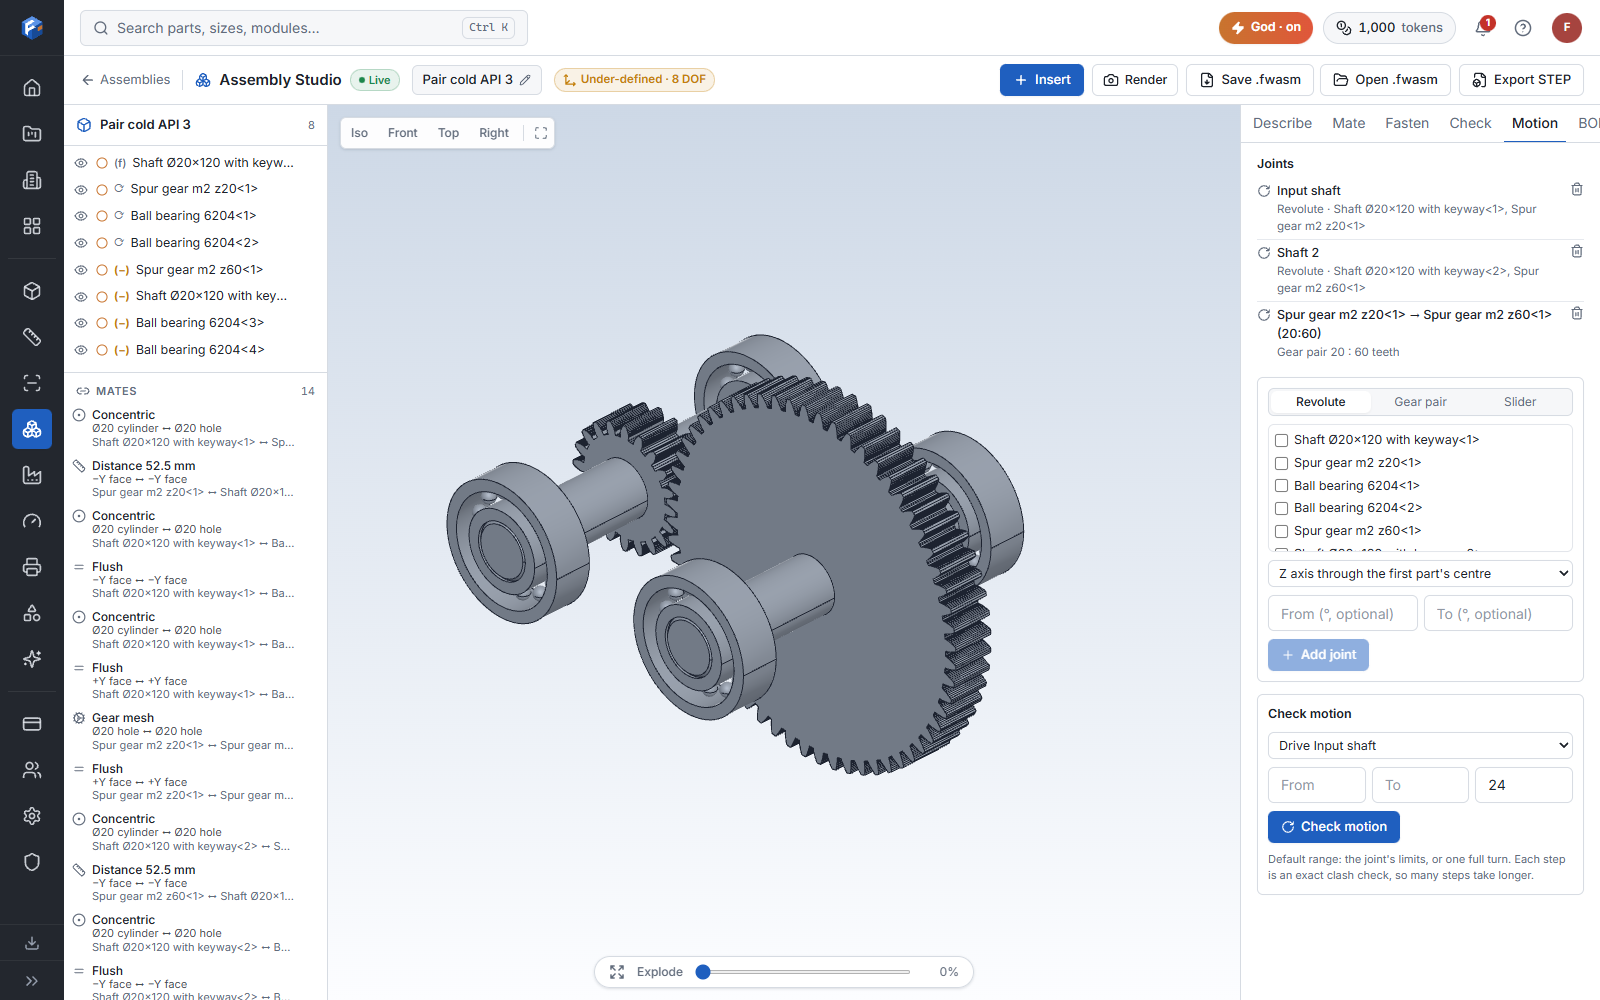 Search parts, sizes, modules...
Ctrl K
God · on
1,000 tokens
1
F
Assemblies
Assembly Studio
Live
Pair cold API 3
Under-defined · 8 DOF
Insert
Render
Save .fwasm
Open .fwasm
Export STEP
Pair cold API 3
8
(f) Shaft Ø20×120 with keyw...
Spur gear m2 z20<1>
Ball bearing 6204<1>
Ball bearing 6204<2>
(−) Spur gear m2 z60<1>
(−) Shaft Ø20×120 with key...
(−) Ball bearing 6204<3>
(−) Ball bearing 6204<4>
MATES
14
Concentric
Ø20 cylinder ↔ Ø20 hole
Shaft Ø20×120 with keyway<1> ↔ Sp...
Distance 52.5 mm
−Y face ↔ −Y face
Spur gear m2 z20<1> ↔ Shaft Ø20×1...
Concentric
Ø20 cylinder ↔ Ø20 hole
Shaft Ø20×120 with keyway<1> ↔ Ba...
Flush
−Y face ↔ −Y face
Shaft Ø20×120 with keyway<1> ↔ Ba...
Concentric
Ø20 cylinder ↔ Ø20 hole
Shaft Ø20×120 with keyway<1> ↔ Ba...
Flush
+Y face ↔ +Y face
Shaft Ø20×120 with keyway<1> ↔ Ba...
Gear mesh
Ø20 hole ↔ Ø20 hole
Spur gear m2 z20<1> ↔ Spur gear m...
Flush
+Y face ↔ +Y face
Spur gear m2 z20<1> ↔ Spur gear m...
Concentric
Ø20 cylinder ↔ Ø20 hole
Shaft Ø20×120 with keyway<2> ↔ S...
Distance 52.5 mm
−Y face ↔ −Y face
Spur gear m2 z60<1> ↔ Shaft Ø20×1...
Concentric
Ø20 cylinder ↔ Ø20 hole
Shaft Ø20×120 with keyway<2> ↔ B...
Flush
−Y face ↔ −Y face
Shaft Ø20×120 with keyway<2> ↔ B...
Iso
Front
Top
Right
Explode
0%
Describe
Mate
Fasten
Check
Motion
BO
Joints
Input shaft
Revolute · Shaft Ø20×120 with keyway<1>, Spur
gear m2 z20<1>
Shaft 2
Revolute · Shaft Ø20×120 with keyway<2>, Spur
gear m2 z60<1>
Spur gear m2 z20<1> → Spur gear m2 z60<1>
(20:60)
Gear pair 20 : 60 teeth
Revolute
Gear pair
Slider
Shaft Ø20×120 with keyway<1>
Spur gear m2 z20<1>
Ball bearing 6204<1>
Ball bearing 6204<2>
Spur gear m2 z60<1>
Z axis through the first part's centre
From (°, optional)
To (°, optional)
Add joint
Check motion
Drive Input shaft
From
To
24
Check motion
Default range: the joint's limits, or one full turn. Each step
is an exact clash check, so many steps take longer.